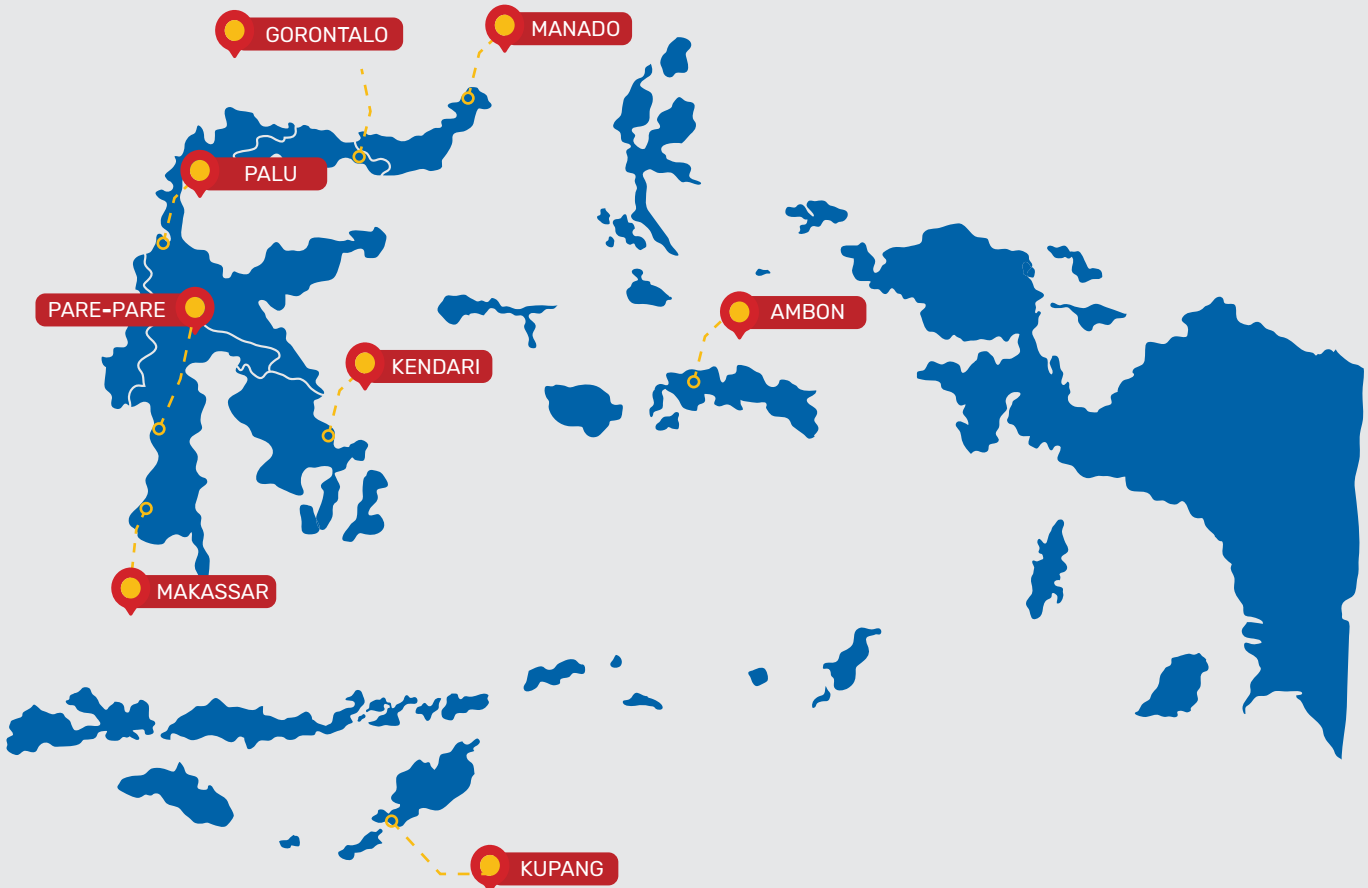 GORONTALO
MANADO
PALU
PARE-PARE
AMBON
KENDARI
MAKASSAR
KUPANG